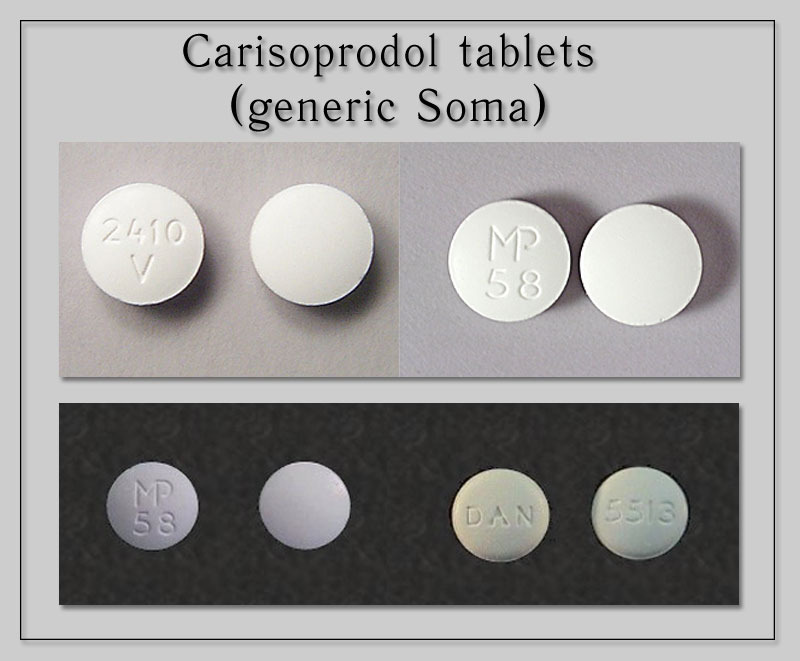 Carisoprodol tablets
(generic Soma)
2410
V
MP
58
MP
58
DAN
5513